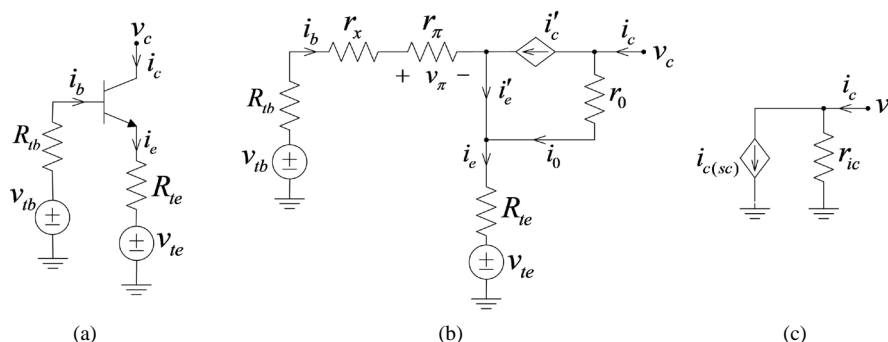 v_c
i_c
i_b
R_tb
i_e
v_tb
R_te
v_te
(a)
i_b
r_x
r_π
i'_c
i_c
v_c
+ v_π −
R_tb
i'_e
r_0
v_tb
i_e
i_0
R_te
v_te
(b)
i_c
v
i_c(sc)
r_ic
(c)